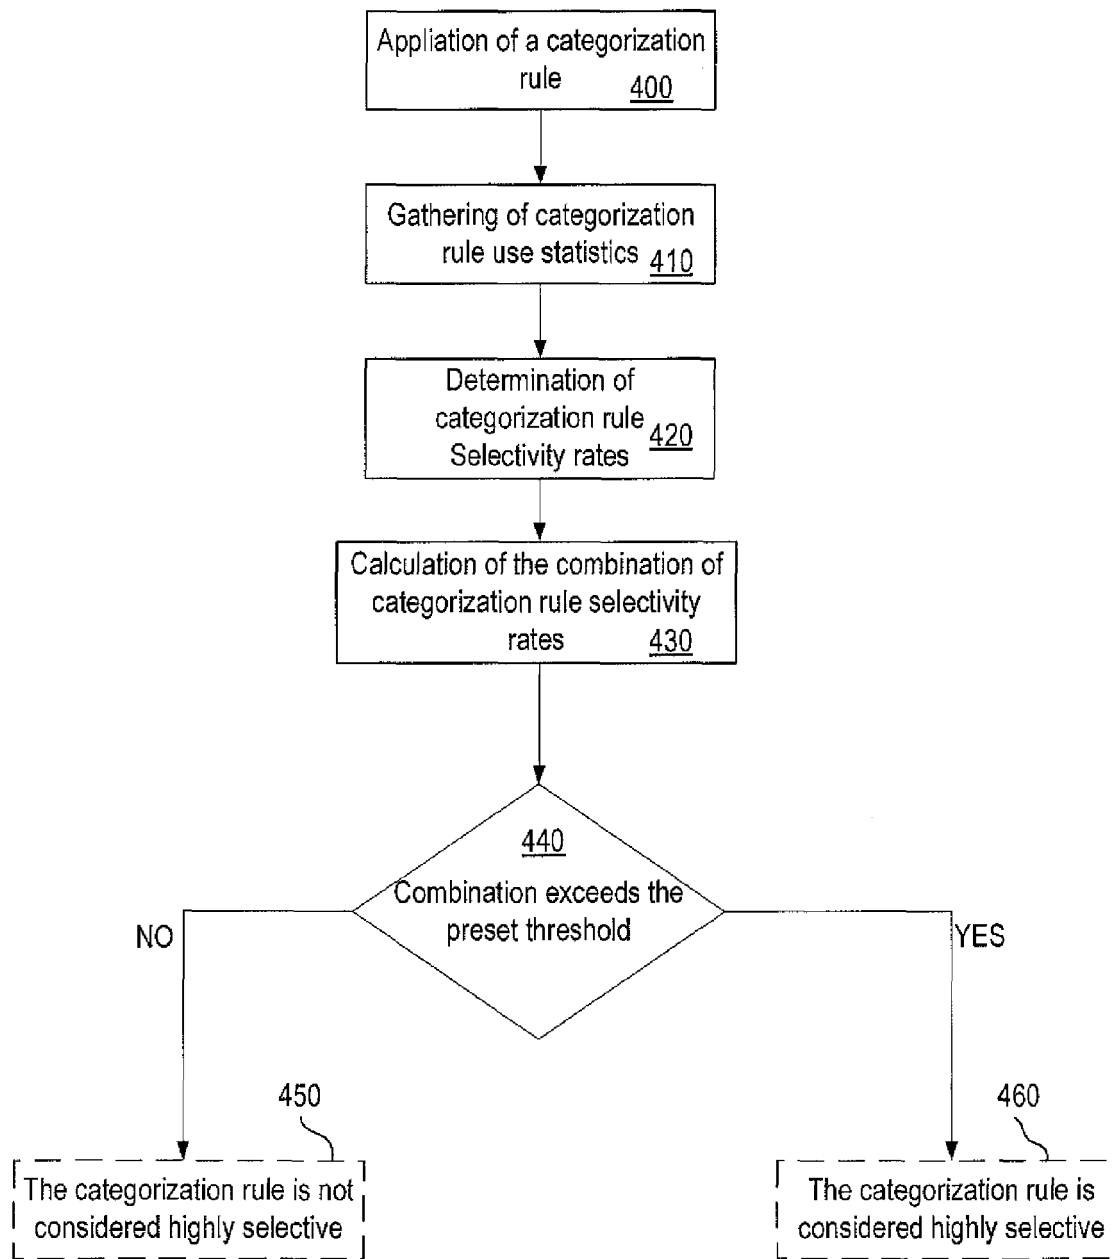 Appliation of a categorization
rule 400
Gathering of categorization
rule use statistics 410
Determination of
categorization rule 420
Selectivity rates
Calculation of the combination of
categorization rule selectivity
rates 430
440
Combination exceeds the
preset threshold
NO
YES
450
460
The categorization rule is not
considered highly selective
The categorization rule is
considered highly selective